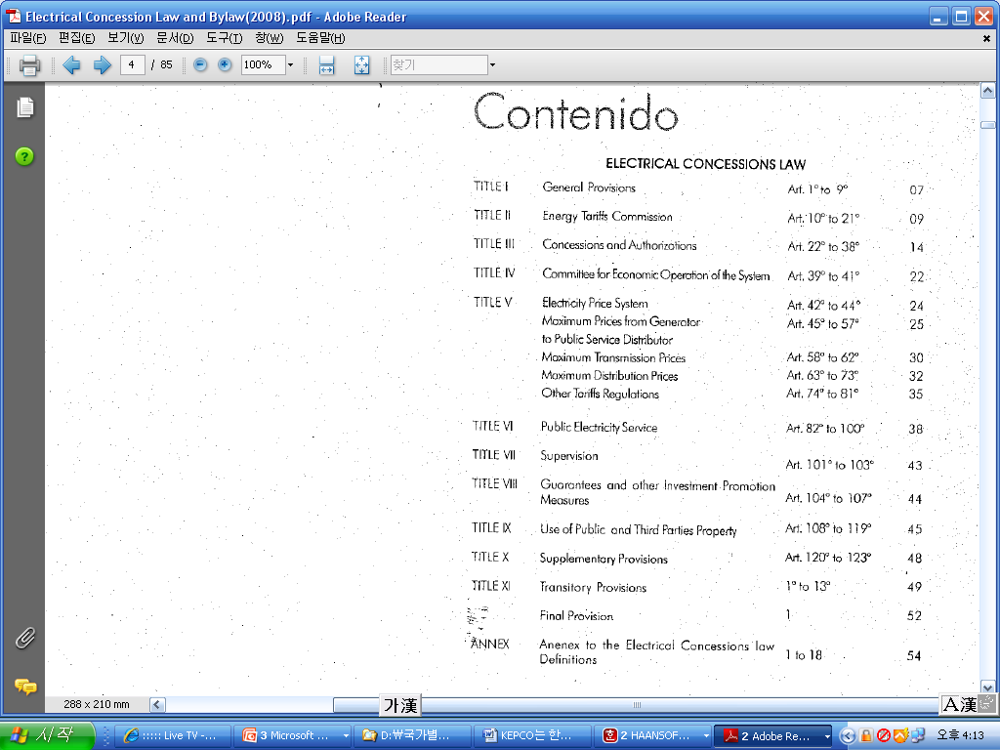 Electrical Concession Law and Bylaw(2008).pdf - Adobe Reader
파일(F) 편집(E) 보기(V) 문서(D) 도구(T) 창(W) 도움말(H)
4 / 85 100% 찾기
Contenido
ELECTRICAL CONCESSIONS LAW
TITLE I General Provisions Art. 1° to 9° 07
TITLE II Energy Tariffs Commission Art. 10° to 21° 09
TITLE III Concessions and Authorizations Art. 22° to 38° 14
TITLE IV Committee for Economic Operation of the System Art. 39° to 41° 22
TITLE V Electricity Price System Art. 42° to 44° 24
Maximum Prices from Generator Art. 45° to 57° 25
to Public Service Distributor
Maximum Transmission Prices Art. 58° to 62° 30
Maximum Distribution Prices Art. 63° to 73° 32
Other Tariffs Regulations Art. 74° to 81° 35
TITLE VI Public Electricity Service Art. 82° to 100° 38
TITLE VII Supervision Art. 101° to 103° 43
TITLE VIII Guarantees and other Investment Promotion
Measures Art. 104° to 107° 44
TITLE IX Use of Public and Third Parties Property Art. 108° to 119° 45
TITLE X Supplementary Provisions Art. 120° to 123° 48
TITLE XI Transitory Provisions 1° to 13° 49
Final Provision 1 52
ANNEX Anenex to the Electrical Concessions law
Definitions 1 to 18 54
288 x 210 mm
가漢 A漢
시작 ::::: Live TV -... 3 Microsoft ... D:￦국가별... KEPCO는 한... 2 HAANSOF... 2 Adobe Re... 오후 4:13